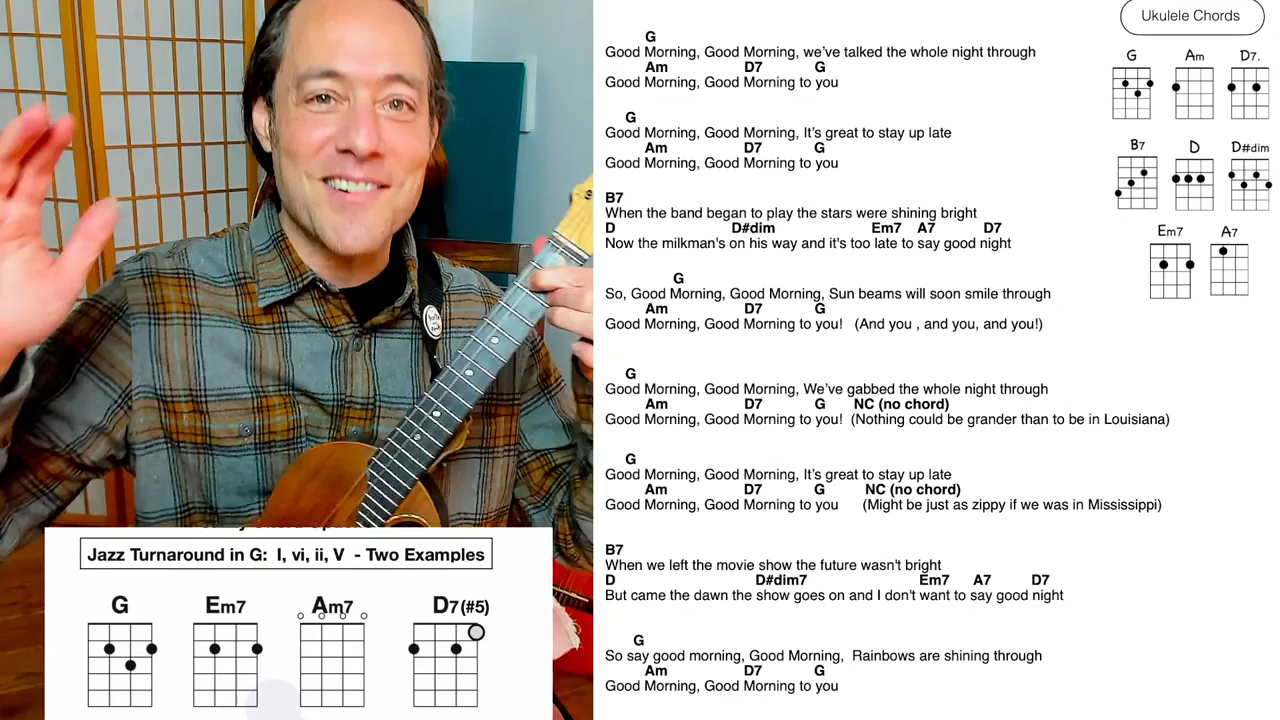 G
Good Morning, Good Morning, we've talked the whole night through
Am D7 G
Good Morning, Good Morning to you
G
Good Morning, Good Morning, It's great to stay up late
Am D7 G
Good Morning, Good Morning to you
B7
When the band began to play the stars were shining bright
D D#dim Em7 A7 D7
Now the milkman's on his way and it's too late to say good night
G
So, Good Morning, Good Morning, Sun beams will soon smile through
Am D7 G
Good Morning, Good Morning to you! (And you , and you, and you!)
G
Good Morning, Good Morning, We've gabbed the whole night through
Am D7 G NC (no chord)
Good Morning, Good Morning to you! (Nothing could be grander than to be in Louisiana)
G
Good Morning, Good Morning, It's great to stay up late
Am D7 G NC (no chord)
Good Morning, Good Morning to you (Might be just as zippy if we was in Mississippi)
B7
When we left the movie show the future wasn't bright
D D#dim7 Em7 A7 D7
But came the dawn the show goes on and I don't want to say good night
G
So say good morning, Good Morning, Rainbows are shining through
Am D7 G
Good Morning, Good Morning to you
Ukulele Chords
G Am D7.
B7 D D#dim
Em7 A7
Jazz Turnaround in G: I, vi, ii, V - Two Examples
G Em7 Am7 D7(#5)